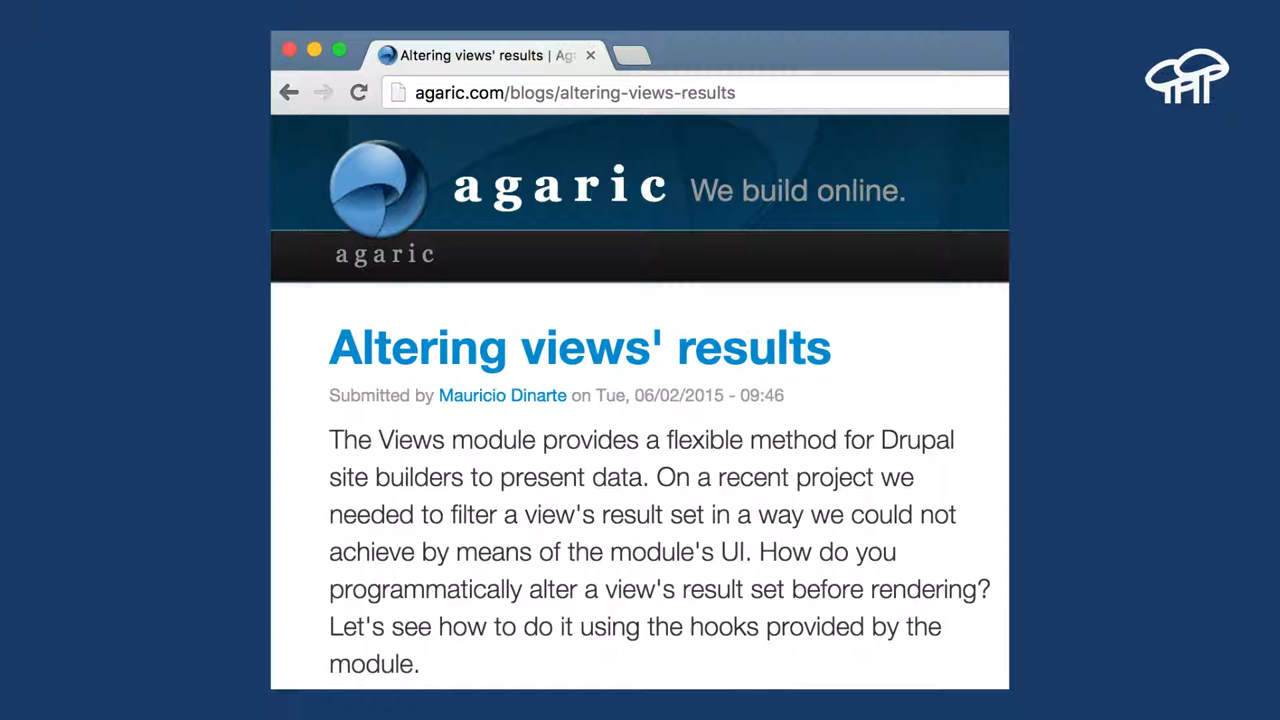 Altering views' results | Aga
agaric.com/blogs/altering-views-results
agaric We build online.
agaric
Altering views' results
Submitted by Mauricio Dinarte on Tue, 06/02/2015 - 09:46
The Views module provides a flexible method for Drupal
site builders to present data. On a recent project we
needed to filter a view's result set in a way we could not
achieve by means of the module's UI. How do you
programmatically alter a view's result set before rendering?
Let's see how to do it using the hooks provided by the
module.